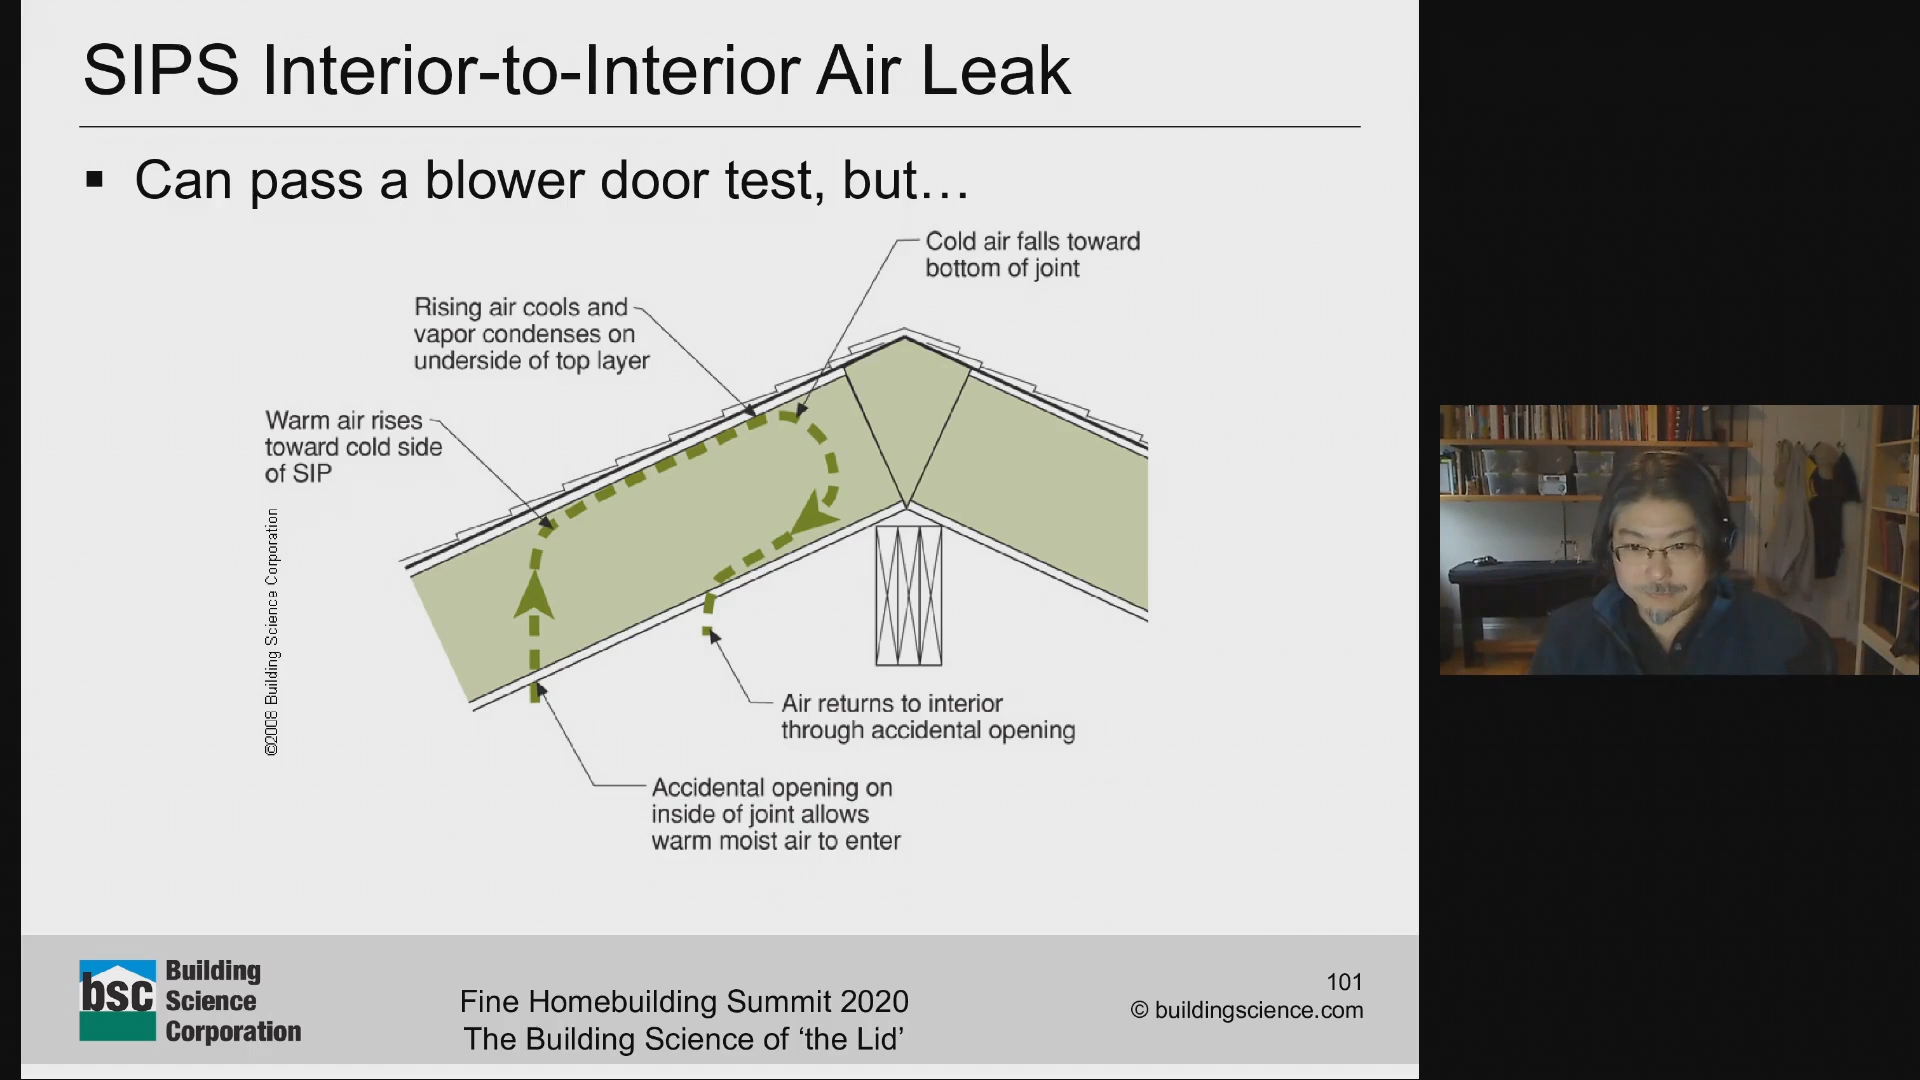 SIPS Interior-to-Interior Air Leak
▪ Can pass a blower door test, but…
Cold air falls toward
bottom of joint
Rising air cools and
vapor condenses on
underside of top layer
Warm air rises
toward cold side
of SIP
©2008 Building Science Corporation
Air returns to interior
through accidental opening
Accidental opening on
inside of joint allows
warm moist air to enter
bsc
Building
Science
Corporation
Fine Homebuilding Summit 2020
The Building Science of ‘the Lid’
101
© buildingscience.com